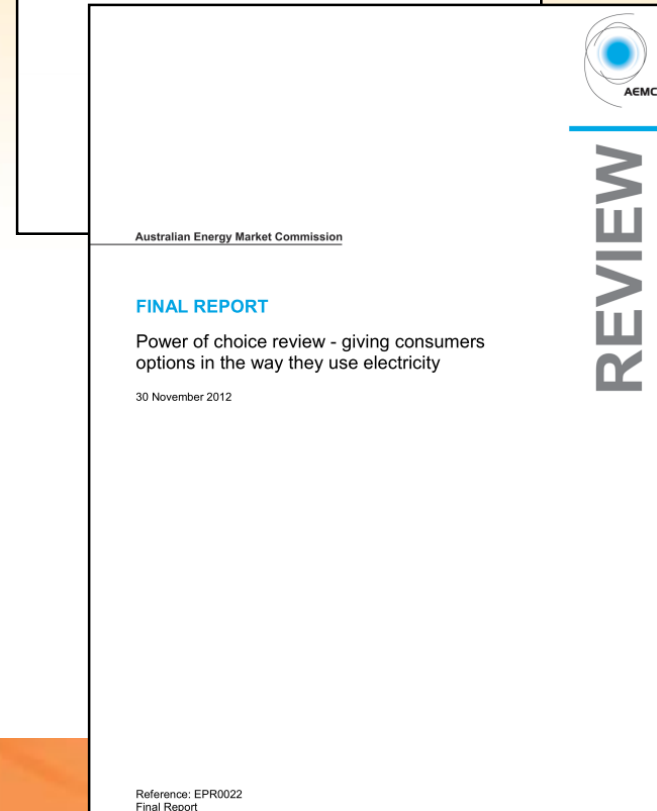 AEMC
REVIEW
Australian Energy Market Commission
FINAL REPORT
Power of choice review - giving consumers
options in the way they use electricity
30 November 2012
Reference: EPR0022
Final Report